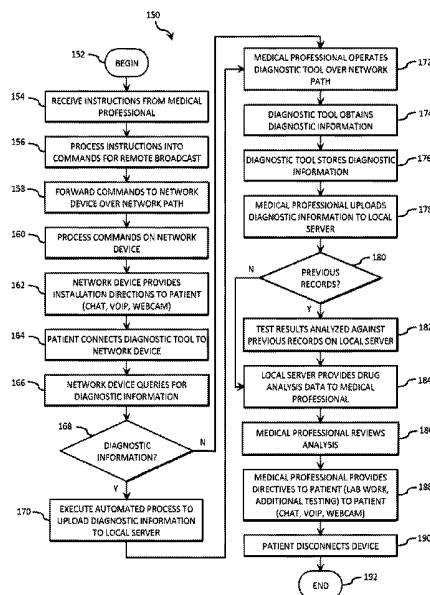 150
152
BEGIN
154
RECEIVE INSTRUCTIONS FROM MEDICAL
PROFESSIONAL
156
PROCESS INSTRUCTIONS INTO
COMMANDS FOR REMOTE BROADCAST
158
FORWARD COMMANDS TO NETWORK
DEVICE OVER NETWORK PATH
160
PROCESS COMMANDS ON NETWORK
DEVICE
162
NETWORK DEVICE PROVIDES
INSTALLATION DIRECTIONS TO PATIENT
(CHAT, VOIP, WEBCAM)
164
PATIENT CONNECTS DIAGNOSTIC TOOL TO
NETWORK DEVICE
166
NETWORK DEVICE QUERIES FOR
DIAGNOSTIC INFORMATION
168
DIAGNOSTIC
INFORMATION?
N
Y
170
EXECUTE AUTOMATED PROCESS TO
UPLOAD DIAGNOSTIC INFORMATION
TO LOCAL SERVER
MEDICAL PROFESSIONAL OPERATES
DIAGNOSTIC TOOL OVER NETWORK
PATH
172
DIAGNOSTIC TOOL OBTAINS
DIAGNOSTIC INFORMATION
174
DIAGNOSTIC TOOL STORES DIAGNOSTIC
INFORMATION
176
MEDICAL PROFESSIONAL UPLOADS
DIAGNOSTIC INFORMATION TO LOCAL
SERVER
178
180
N
PREVIOUS
RECORDS?
Y
TEST RESULTS ANALYZED AGAINST
PREVIOUS RECORDS ON LOCAL SERVER
182
LOCAL SERVER PROVIDES DRUG
ANALYSIS DATA TO MEDICAL
PROFESSIONAL
184
MEDICAL PROFESSIONAL REVIEWS
ANALYSIS
186
MEDICAL PROFESSIONAL PROVIDES
DIRECTIVES TO PATIENT (LAB WORK,
ADDITIONAL TESTING) TO PATIENT
(CHAT, VOIP, WEBCAM)
188
PATIENT DISCONNECTS DEVICE
190
END
192